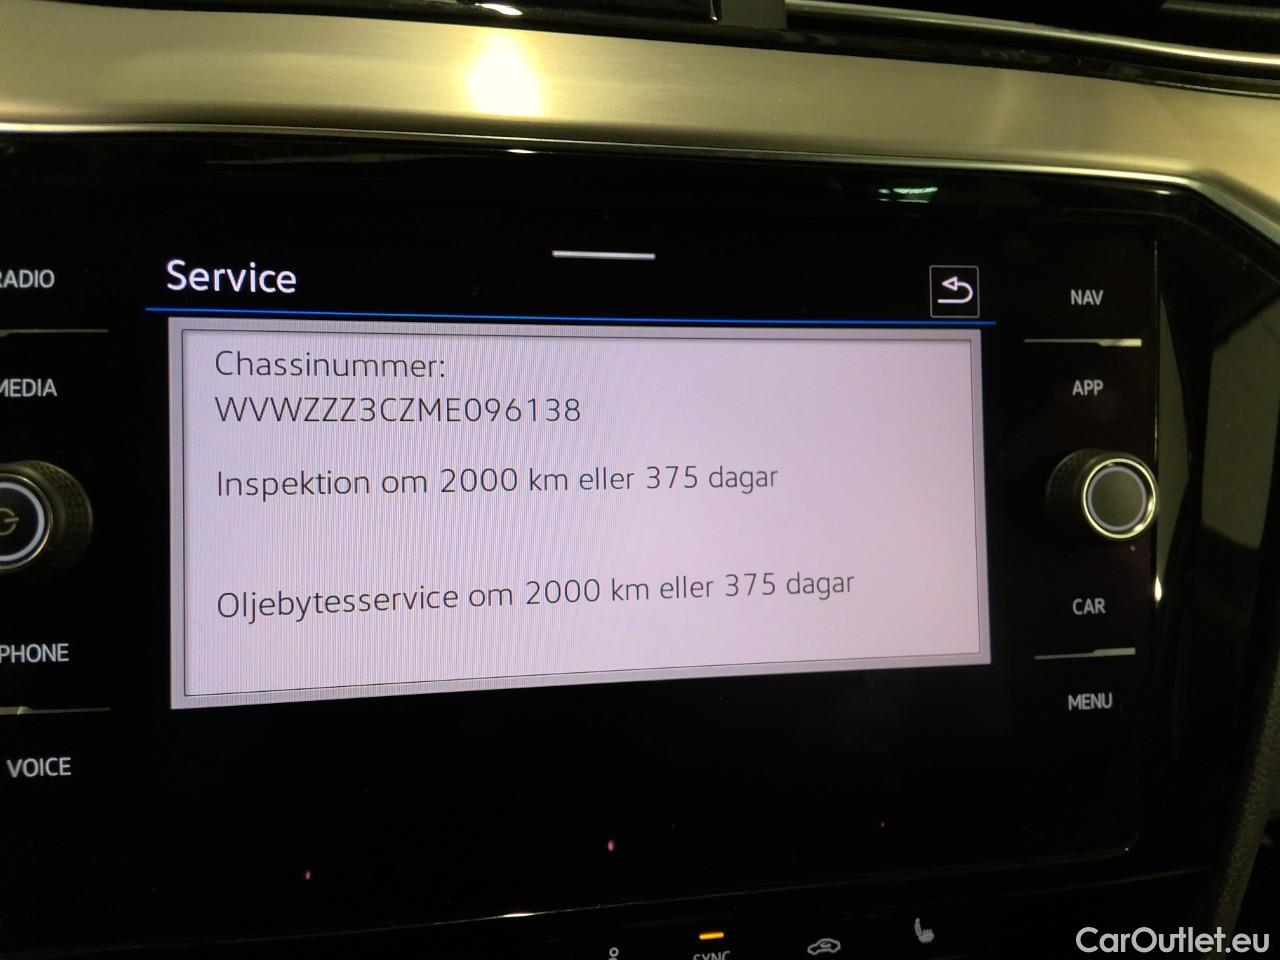 Service
RADIO
MEDIA
PHONE
VOICE
Chassinummer:
WVWZZZ3CZME096138
Inspektion om 2000 km eller 375 dagar
Oljebytesservice om 2000 km eller 375 dagar
NAV
APP
CAR
MENU
SYNC
CarOutlet.eu